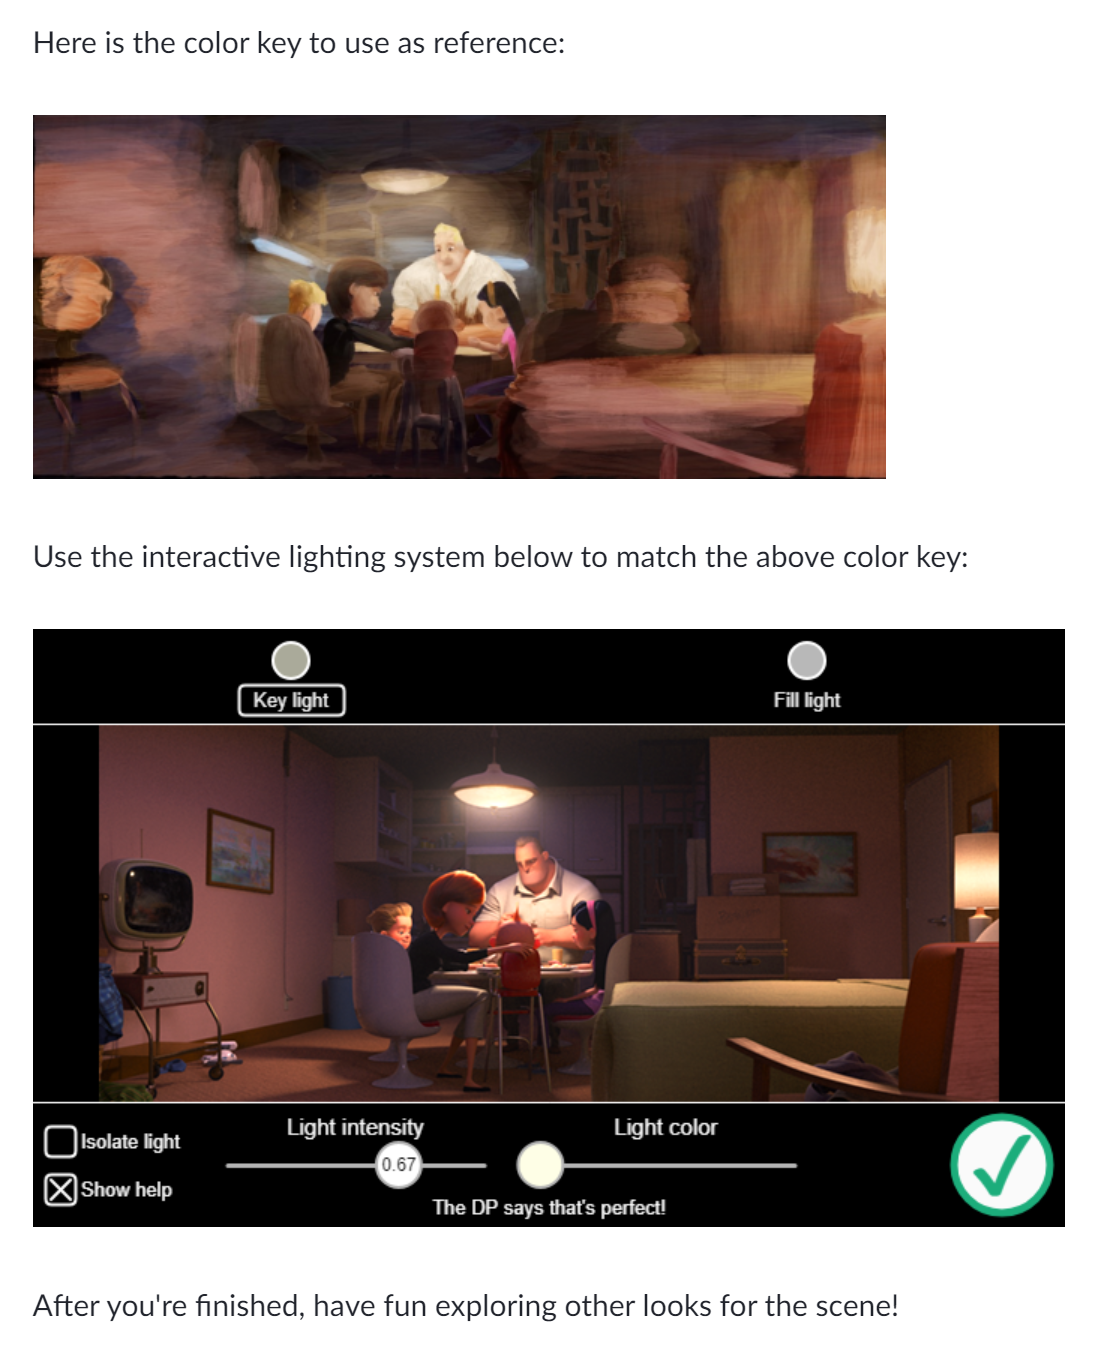 Here is the color key to use as reference:
Use the interactive lighting system below to match the above color key:
Key light
Fill light
Isolate light
Show help
Light intensity
0.67
Light color
The DP says that's perfect!
After you're finished, have fun exploring other looks for the scene!